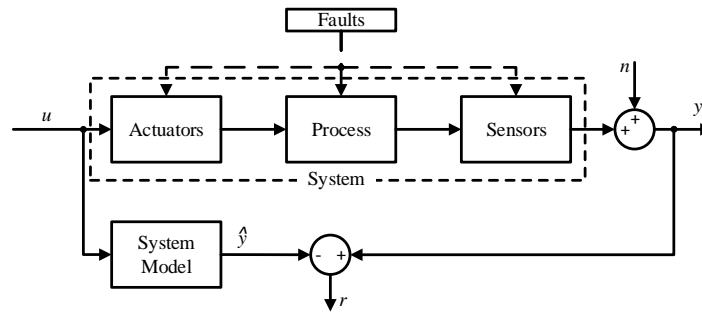 Faults
n
u
y
Actuators
Process
Sensors
+
+
System
System
Model
ŷ
-
+
r